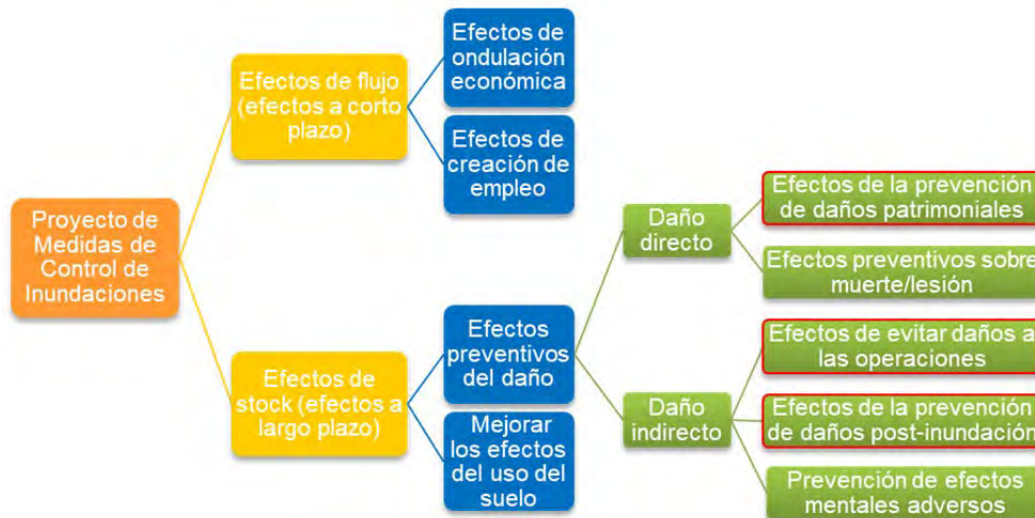 Proyecto de
Medidas de
Control de
Inundaciones
Efectos de flujo
(efectos a corto
plazo)
Efectos de
stock (efectos a
largo plazo)
Efectos de
ondulación
económica
Efectos de
creación de
empleo
Efectos
preventivos
del daño
Mejorar
los efectos
del uso del
suelo
Daño
directo
Daño
indirecto
Efectos de la prevención
de daños patrimoniales
Efectos preventivos sobre
muerte/lesión
Efectos de evitar daños a
las operaciones
Efectos de la prevención
de daños post-inundación
Prevención de efectos
mentales adversos